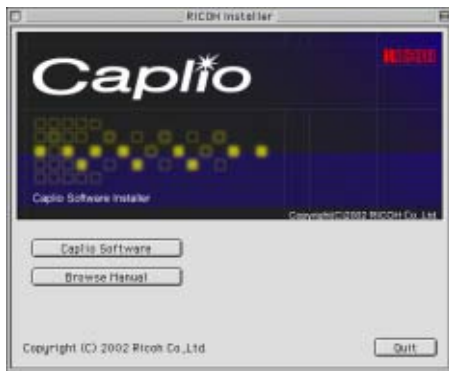 RICOH Installer
Caplio
RICOH
Caplio Software Installer
Copyright(C)2002 RICOH Co.,Ltd.
Caplio Software
Browse Manual
Copyright (C) 2002 Ricoh Co.,Ltd
Quit